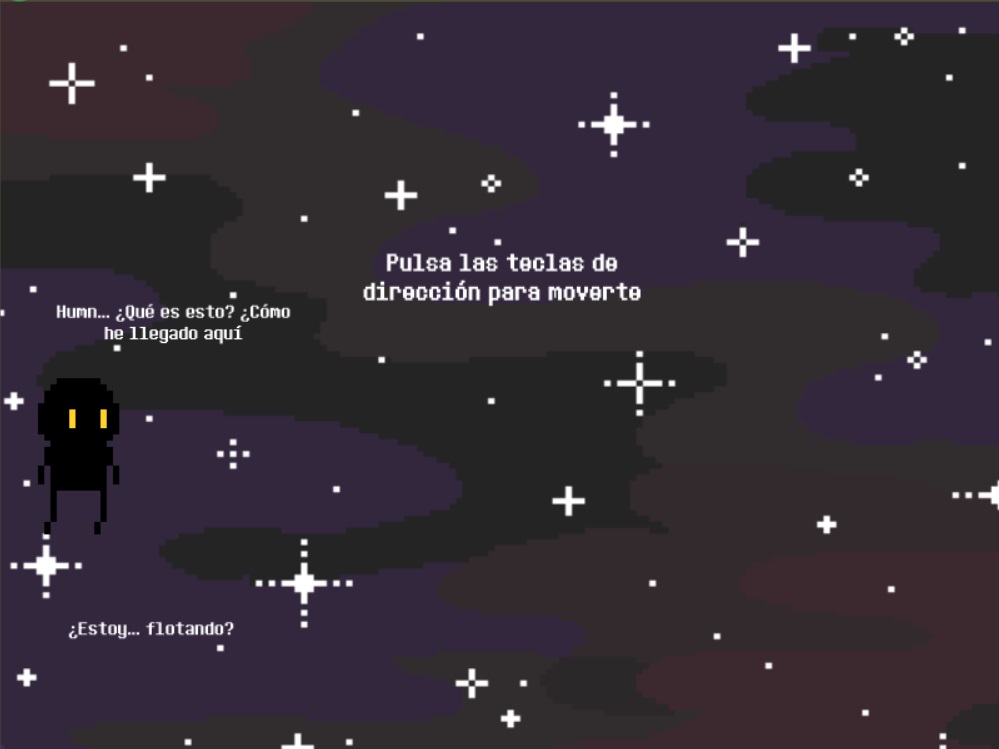 Pulsa las teclas de
dirección para moverte
Humn... ¿Qué es esto? ¿Cómo
he llegado aquí
¿Estoy... flotando?